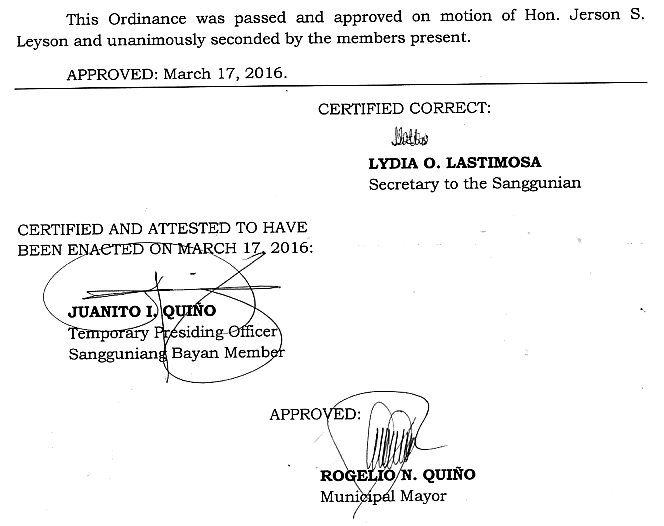 This Ordinance was passed and approved on motion of Hon. Jerson S.
Leyson and unanimously seconded by the members present.
APPROVED: March 17, 2016.
CERTIFIED CORRECT:
LYDIA O. LASTIMOSA
Secretary to the Sanggunian
CERTIFIED AND ATTESTED TO HAVE
BEEN ENACTED ON MARCH 17, 2016:
JUANITO I. QUIÑO
Temporary Presiding Officer
Sangguniang Bayan Member
APPROVED:
ROGELIO N. QUIÑO
Municipal Mayor